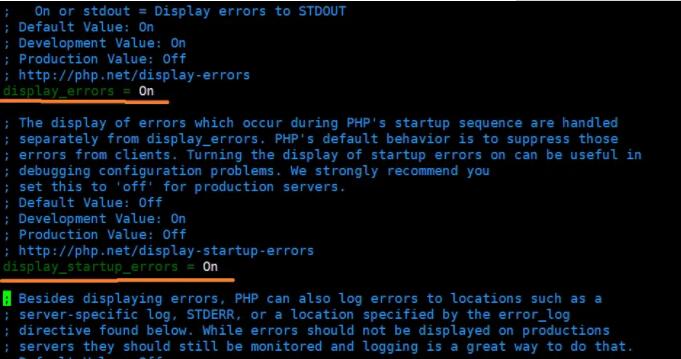 ;   On or stdout = Display errors to STDOUT
; Default Value: On
; Development Value: On
; Production Value: Off
; http://php.net/display-errors
display_errors = On
; The display of errors which occur during PHP's startup sequence are handled
; separately from display_errors. PHP's default behavior is to suppress those
; errors from clients. Turning the display of startup errors on can be useful in
; debugging configuration problems. We strongly recommend you
; set this to 'off' for production servers.
; Default Value: Off
; Development Value: On
; Production Value: Off
; http://php.net/display-startup-errors
display_startup_errors = On
; Besides displaying errors, PHP can also log errors to locations such as a
; server-specific log, STDERR, or a location specified by the error_log
; directive found below. While errors should not be displayed on productions
; servers they should still be monitored and logging is a great way to do that.